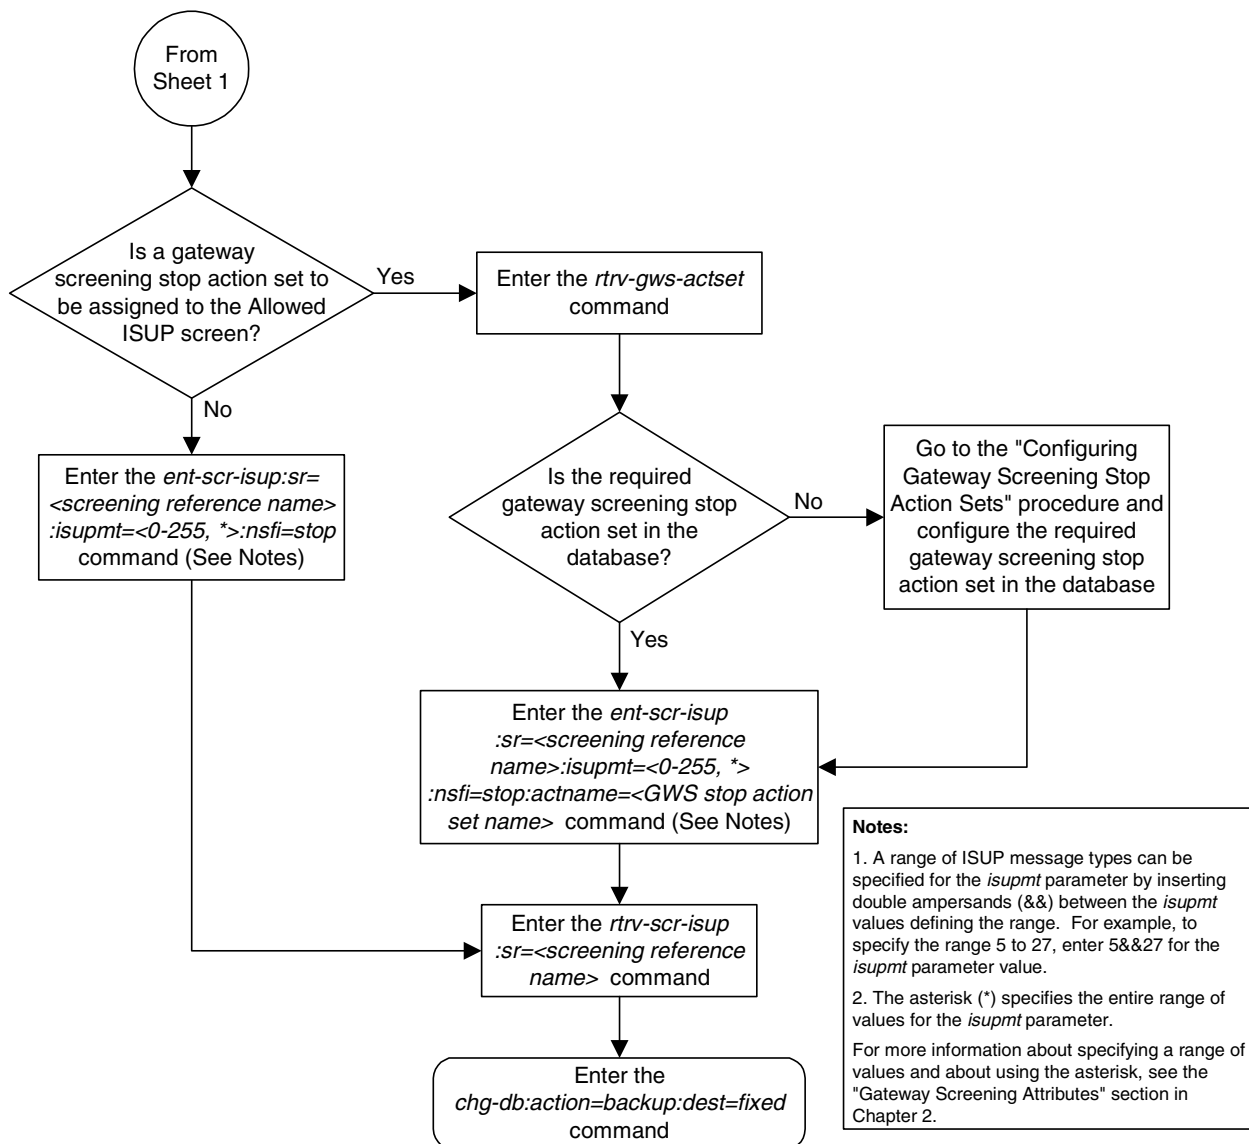 From
Sheet 1
Is a gateway
screening stop action set to
be assigned to the Allowed
ISUP screen?
Yes
No
Enter the rtrv-gws-actset
command
Enter the ent-scr-isup:sr=
<screening reference name>
:isupmt=<0-255, *>:nsfi=stop
command (See Notes)
Is the required
gateway screening stop
action set in the
database?
No
Yes
Go to the "Configuring
Gateway Screening Stop
Action Sets" procedure and
configure the required
gateway screening stop
action set in the database
Enter the ent-scr-isup
:sr=<screening reference
name>:isupmt=<0-255, *>
:nsfi=stop:actname=<GWS stop action
set name> command (See Notes)
Enter the rtrv-scr-isup
:sr=<screening reference
name> command
Enter the
chg-db:action=backup:dest=fixed
command
Notes:
1. A range of ISUP message types can be
specified for the isupmt parameter by inserting
double ampersands (&&) between the isupmt
values defining the range. For example, to
specify the range 5 to 27, enter 5&&27 for the
isupmt parameter value.
2. The asterisk (*) specifies the entire range of
values for the isupmt parameter.
For more information about specifying a range of
values and about using the asterisk, see the
"Gateway Screening Attributes" section in
Chapter 2.